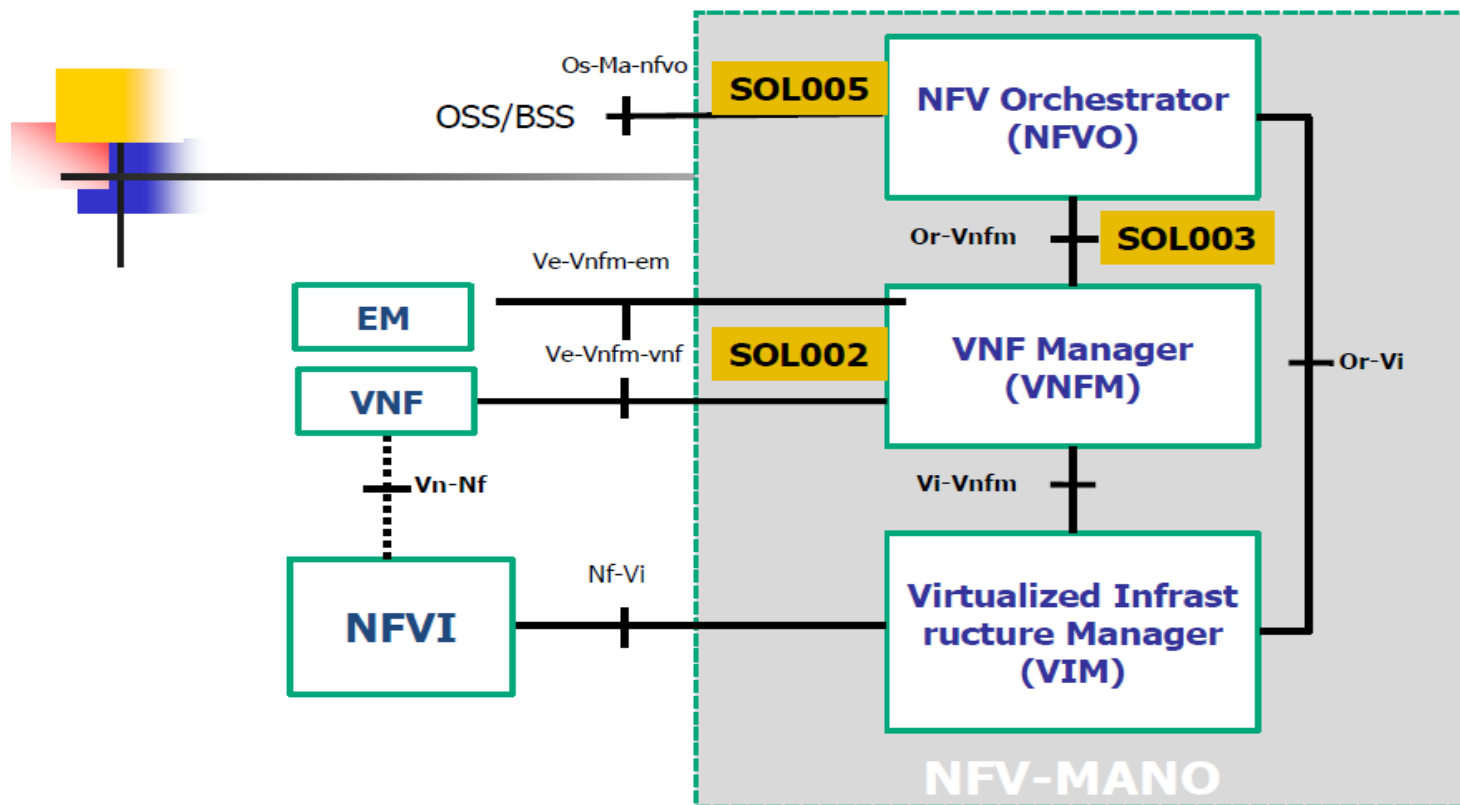 Os-Ma-nfvo
OSS/BSS
SOL005
NFV Orchestrator
(NFVO)
Or-Vnfm
SOL003
Ve-Vnfm-em
EM
Ve-Vnfm-vnf
SOL002
VNF Manager
(VNFM)
Or-Vi
VNF
Vn-Nf
Vi-Vnfm
NFVI
Nf-Vi
Virtualized Infrast
ructure Manager
(VIM)
NFV-MANO